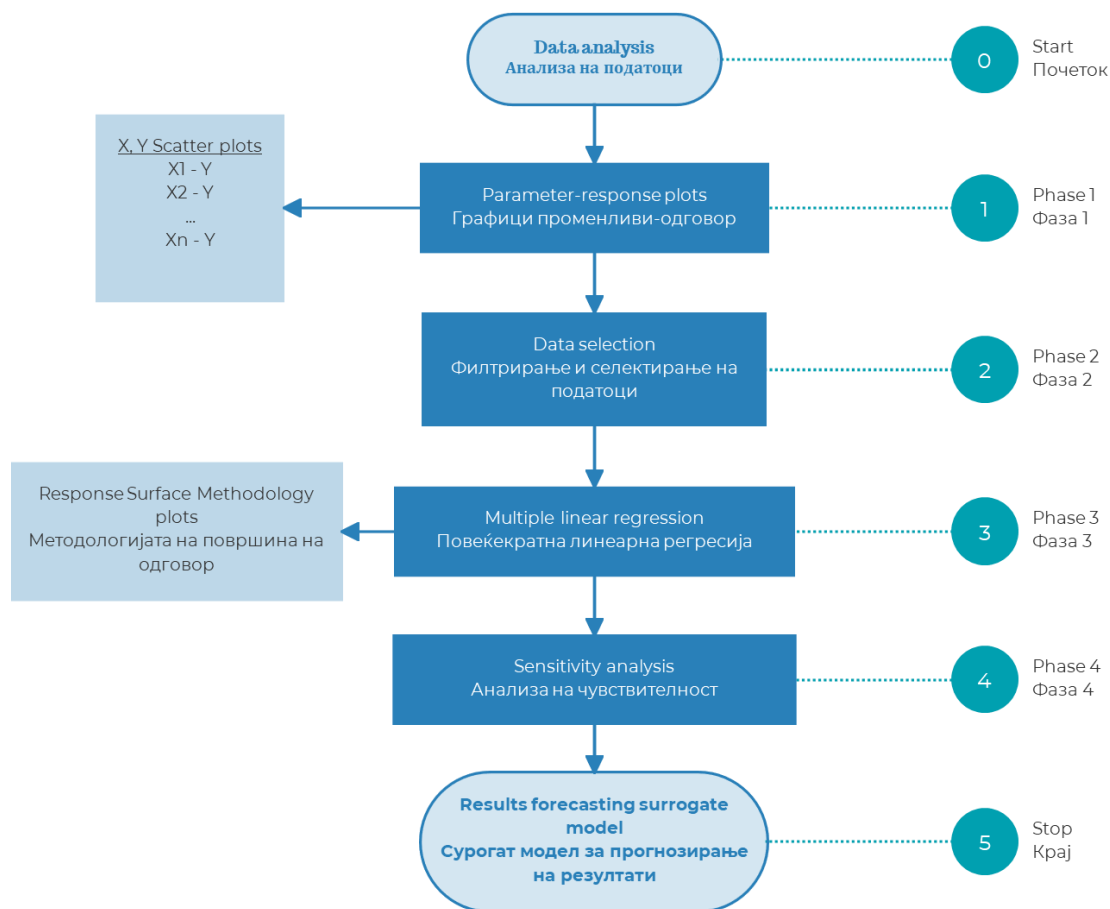 Data analysis
Анализа на податоци
0
Start
Почеток
X, Y Scatter plots
X1 - Y
X2 - Y
...
Xn - Y
Parameter-response plots
Графици променливи-одговор
1
Phase 1
Фаза 1
Data selection
Филтрирање и селектирање на
податоци
2
Phase 2
Фаза 2
Response Surface Methodology
plots
Методологијата на површина на
одговор
Multiple linear regression
Повеќекратна линеарна регресија
3
Phase 3
Фаза 3
Sensitivity analysis
Анализа на чувствителност
4
Phase 4
Фаза 4
Results forecasting surrogate
model
Сурогат модел за прогнозирање
на резултати
5
Stop
Крај